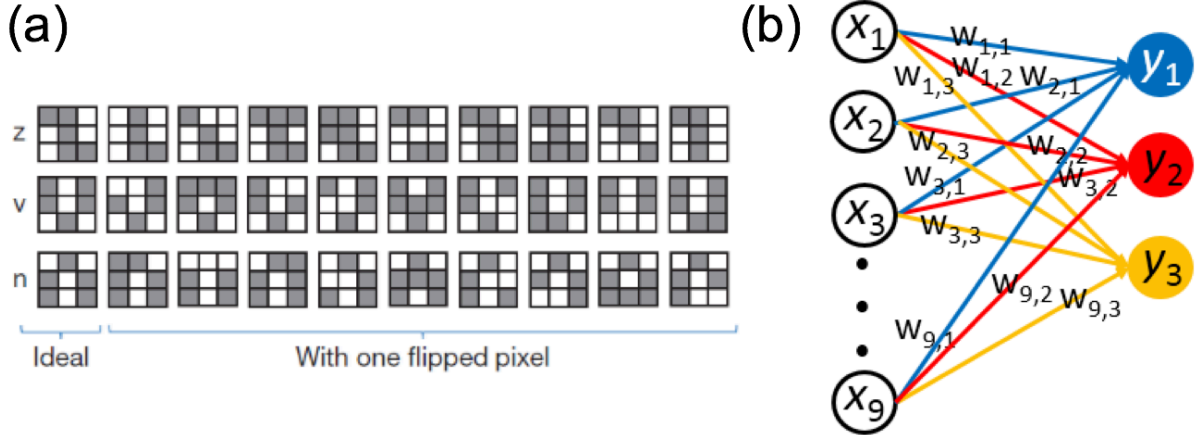 (a)
z
v
n
Ideal
With one flipped pixel
(b)
x1
x2
x3
x9
w1,1
w1,2
w1,3
w2,1
w2,2
w2,3
w3,1
w3,2
w3,3
w9,1
w9,2
w9,3
y1
y2
y3